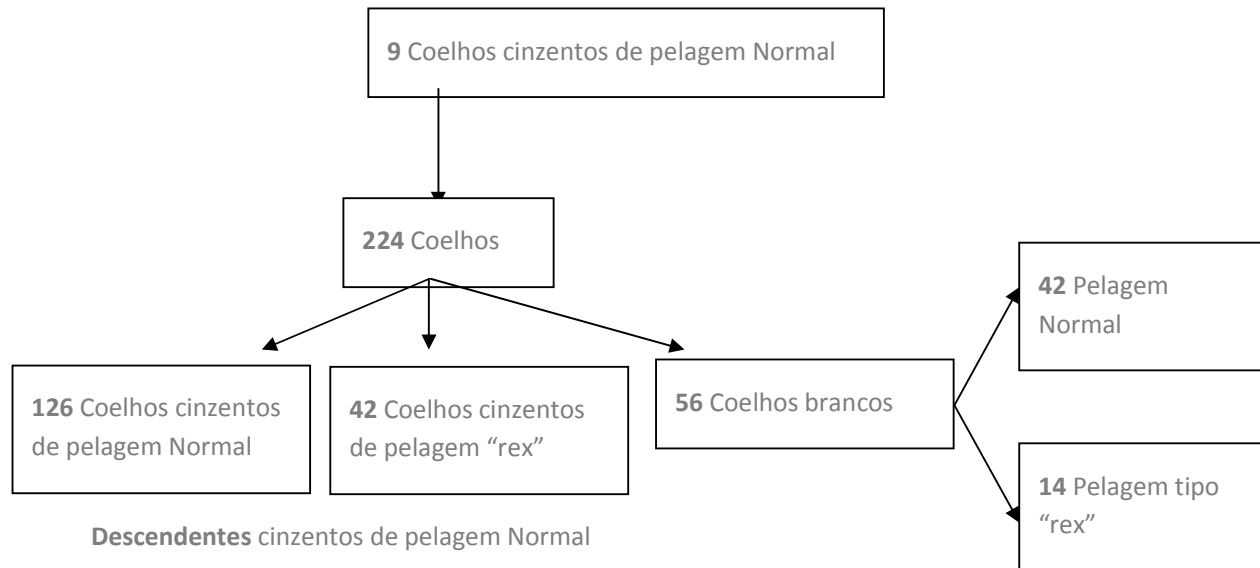 9 Coelhos cinzentos de pelagem Normal
224 Coelhos
126 Coelhos cinzentos
de pelagem Normal
42 Coelhos cinzentos
de pelagem “rex”
56 Coelhos brancos
42 Pelagem
Normal
14 Pelagem tipo
“rex”
Descendentes cinzentos de pelagem Normal